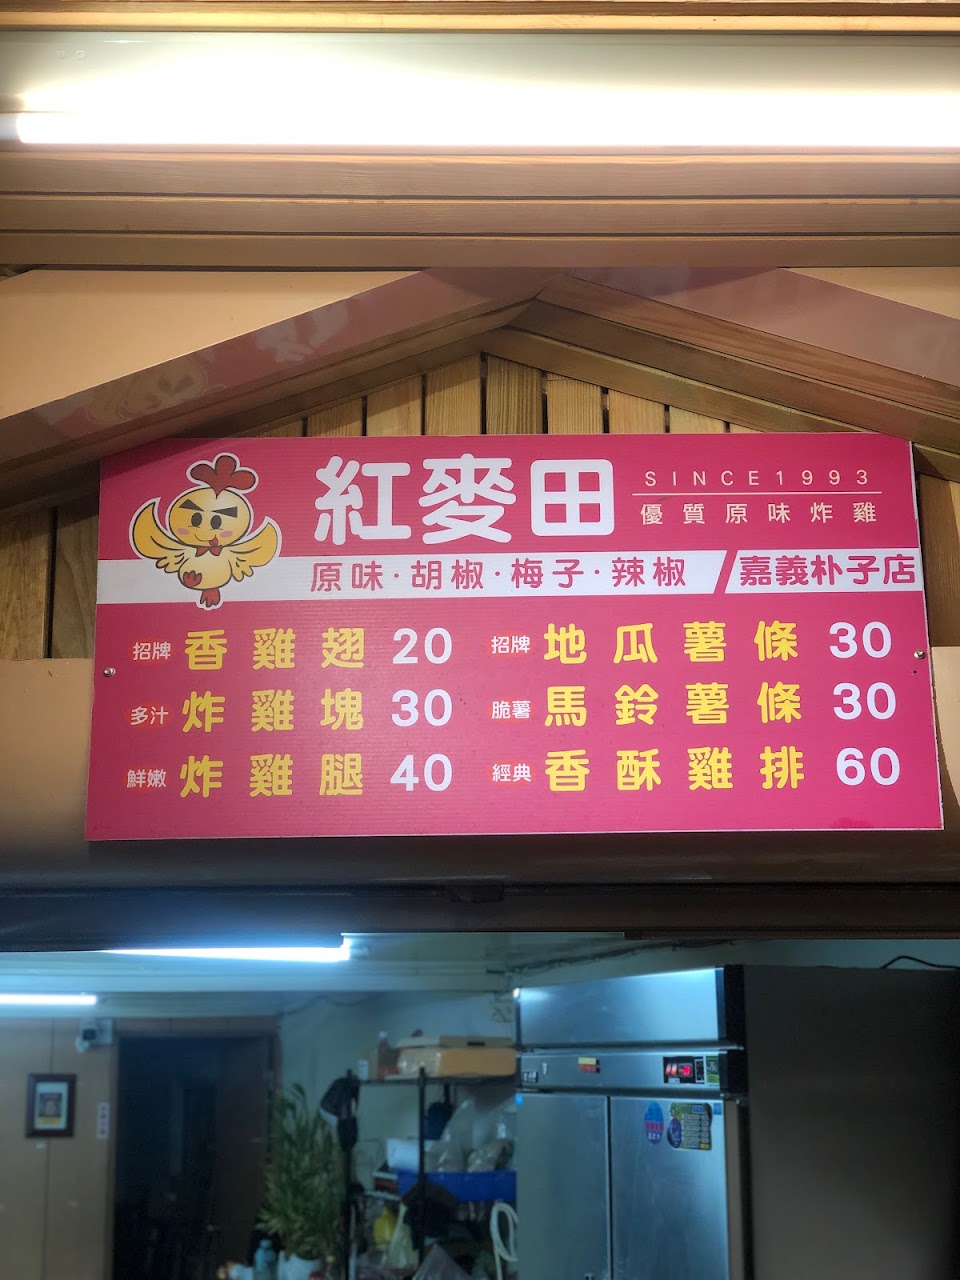 紅麥田
SINCE1993
優質原味炸雞
原味·胡椒·梅子·辣椒
嘉義朴子店
招牌 香雞翅 20
招牌 地瓜薯條 30
多汁 炸雞塊 30
脆薯 馬鈴薯條 30
鮮嫩 炸雞腿 40
經典 香酥雞排 60